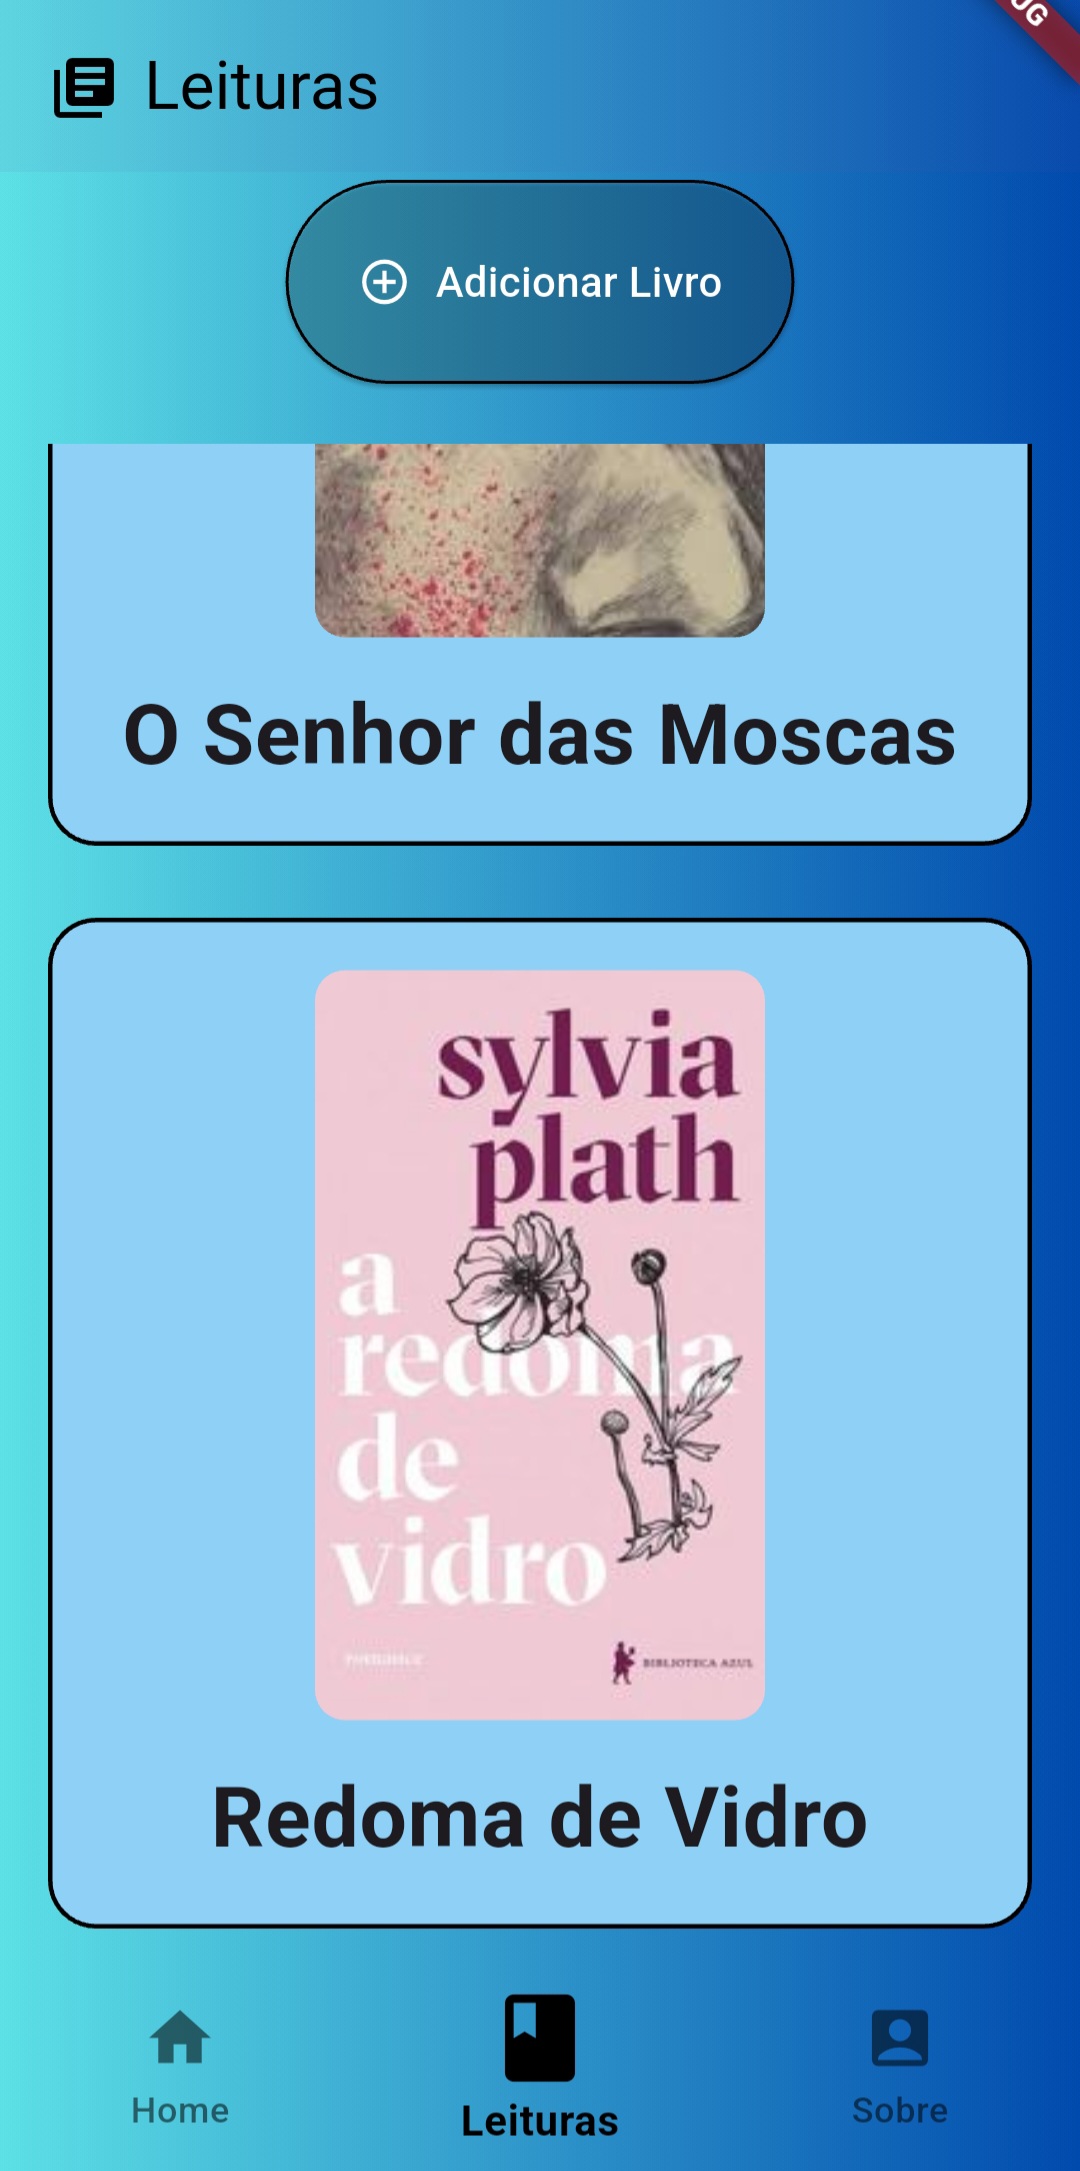 UG
Leituras
Adicionar Livro
O Senhor das Moscas
sylvia
plath
a
redoma
de
vidro
BIBLIOTECA AZUL
Redoma de Vidro
Home
Leituras
Sobre